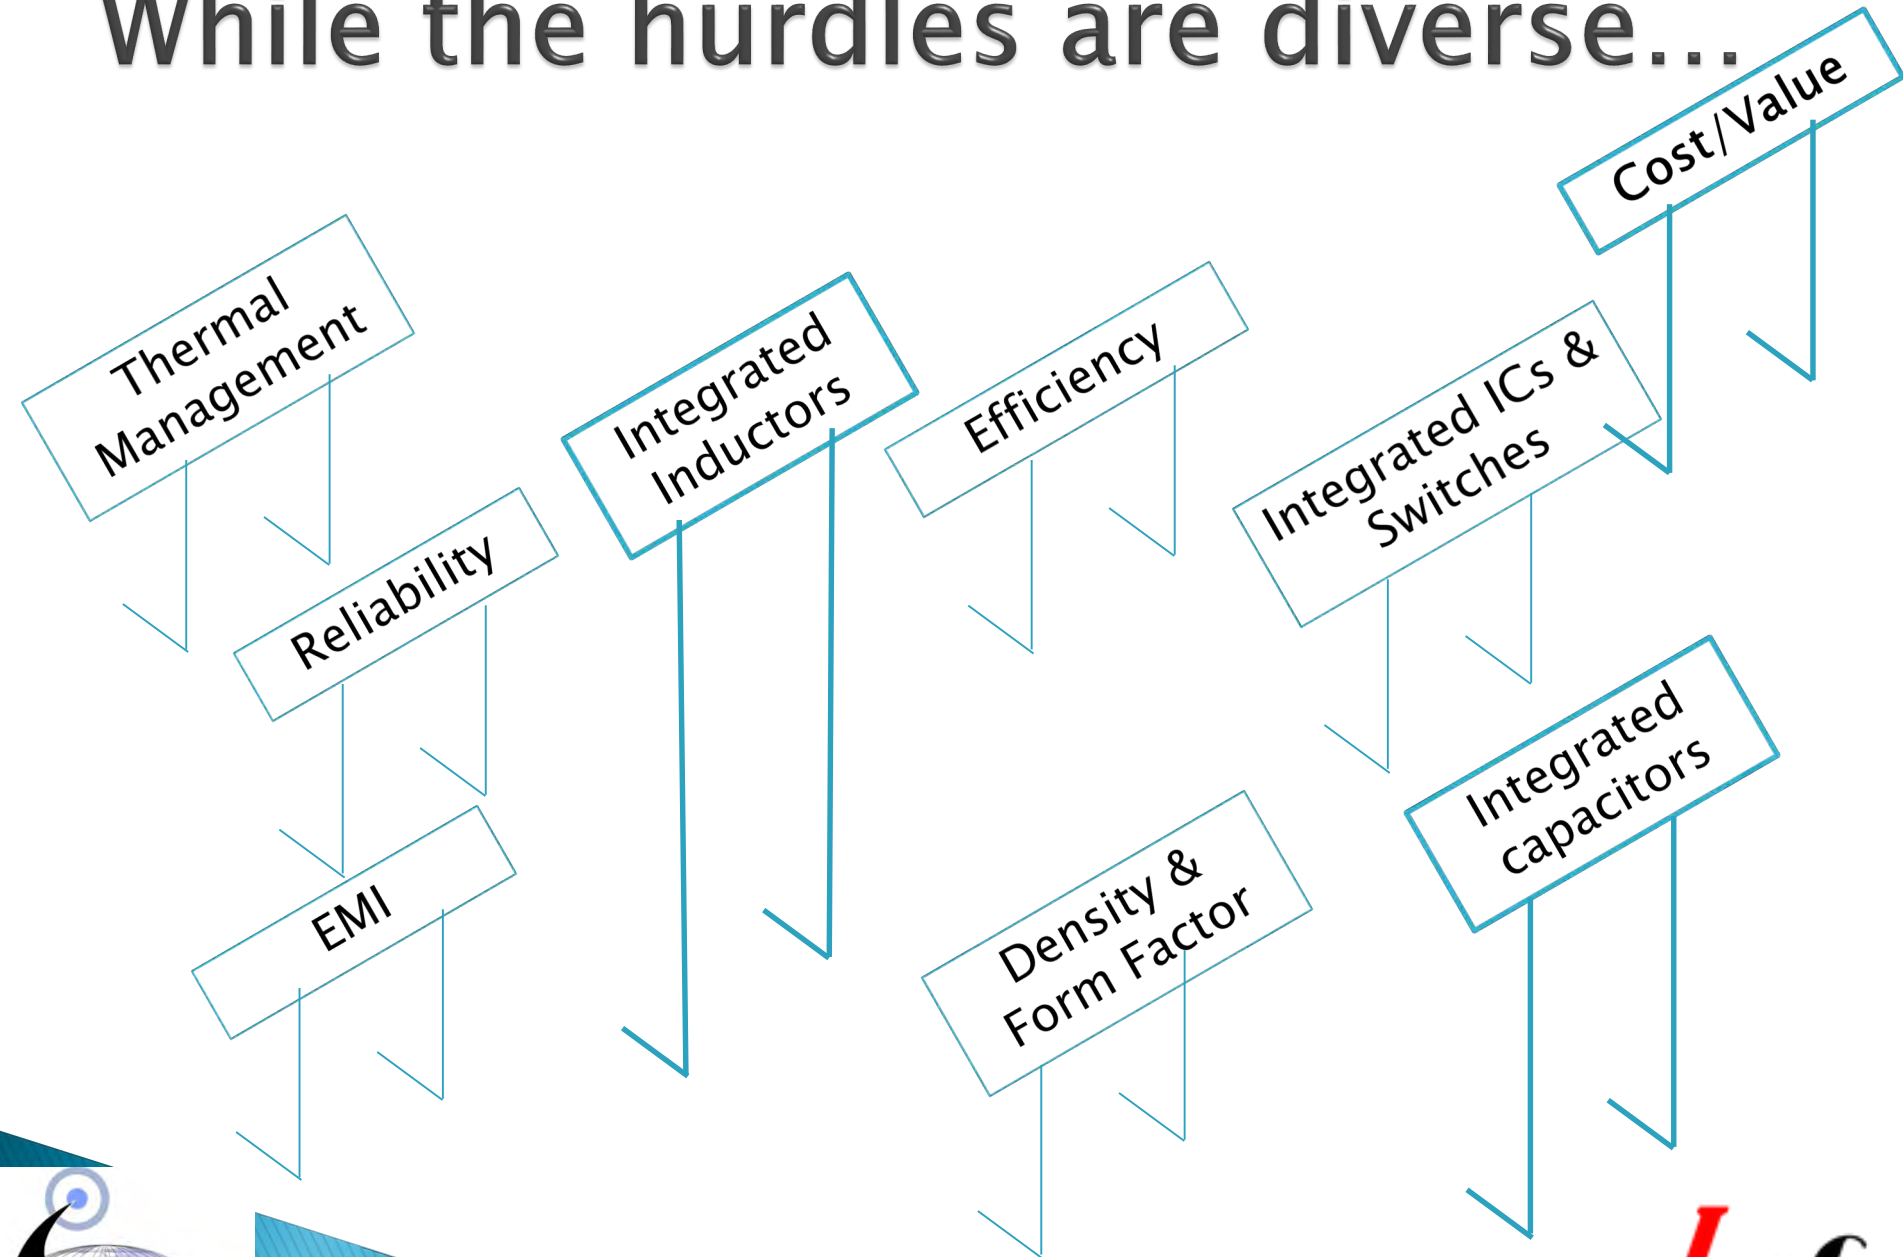 While the hurdles are diverse...
Cost/Value
Thermal
Management
Integrated
Inductors
Efficiency
Integrated ICs &
Switches
Reliability
Integrated
capacitors
EMI
Density &
Form Factor